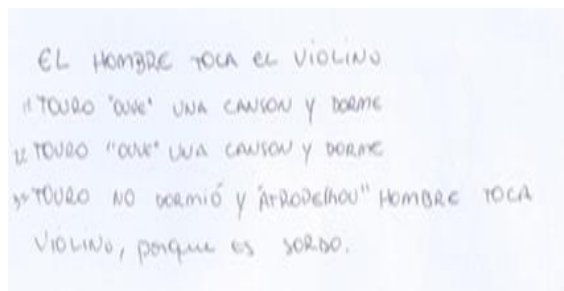 EL HOMBRE TOCA EL VIOLINO
1º TOURO "OUVE" UNA CANSON Y DORME
2º TOURO "OUVE" UNA CANSON Y DORME
3º TOURO NO DORMIÓ Y "ATRODELHOU" HOMBRE TOCA
VIOLINO, porque es SORDO.